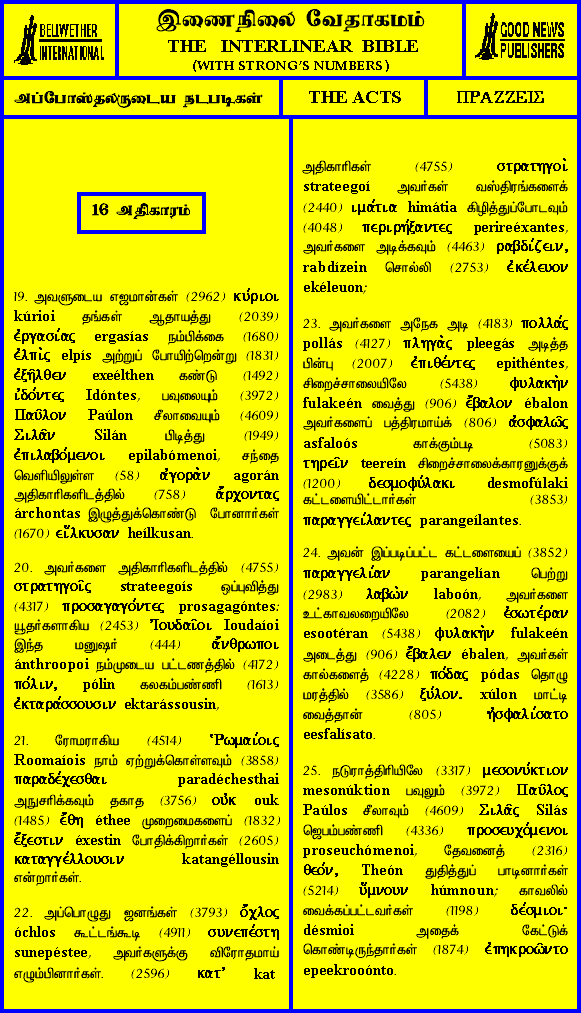 BELLWETHER
INTERNATIONAL
இணைநிலை வேதாகமம்
THE INTERLINEAR BIBLE
(WITH STRONG'S NUMBERS)
GOOD NEWS
PUBLISHERS
அப்போஸ்தலருடைய நடபடிகள்
THE ACTS
ΠΡΑΖΖΕΙΣ
16 அதிகாரம்
19. அவளுடைய எஜமான்கள் (2962) κύριοι
kúrioi தங்கள் ஆதாயத்து (2039)
ἐργασίας ergasías நம்பிக்கை (1680)
ἐλπὶς elpís அற்றுப் போயிற்றென்று (1831)
ἐξῆλθεν exeélthen கண்டு (1492)
ἰδόντες Idóntes, பவுலையும் (3972)
Παῦλον Paúlon சீலாவையும் (4609)
Σιλᾶν Silán பிடித்து (1949)
ἐπιλαβόμενοι epilabómenoi, சந்தை
வெளியிலுள்ள (58) ἀγορὰν agorán
அதிகாரிகளிடத்தில் (758) ἄρχοντας
árchontas இழுத்துக்கொண்டு போனார்கள்
(1670) εἵλκυσαν heílkusan.
20. அவர்களை அதிகாரிகளிடத்தில் (4755)
στρατηγοῖς strateegoís ஒப்புவித்து
(4317) προσαγαγόντες prosagagóntes:
யூதர்களாகிய (2453) Ἰουδαῖοι Ioudaíoi
இந்த மனுஷர் (444) ἄνθρωποι
ánthroopoi நம்முடைய பட்டணத்தில் (4172)
πόλιν, pólin கலகம்பண்ணி (1613)
ἐκταράσσουσιν ektarássousin,
21. ரோமராகிய (4514) Ῥωμαίοις
Roomaíois நாம் ஏற்றுக்கொள்ளவும் (3858)
παραδέχεσθαι paradéchesthai
அநுசரிக்கவும் தகாத (3756) οὐκ ouk
(1485) ἔθη éthee முறைமைகளைப் (1832)
ἔξεστιν éxestin போதிக்கிறார்கள் (2605)
καταγγέλλουσιν katangéllousin
என்றார்கள்.
22. அப்பொழுது ஜனங்கள் (3793) ὄχλος
óchlos கூட்டங்கூடி (4911) συνεπέστη
sunepéstee, அவர்களுக்கு விரோதமாய்
எழும்பினார்கள். (2596) κατ' kat
அதிகாரிகள் (4755) στρατηγοὶ
strateegoí அவர்கள் வஸ்திரங்களைக்
(2440) ιμάτια himátia கிழித்துப்போடவும்
(4048) περιρήξαντες perireéxantes,
அவர்களை அடிக்கவும் (4463) ραβδίζειν,
rabdízein சொல்லி (2753) ἐκέλευον
ekéleuon;
23. அவர்களை அநேக அடி (4183) πολλάς
pollás (4127) πληγὰς pleegás அடித்த
பின்பு (2007) ἐπιθέντες epithéntes,
சிறைச்சாலையிலே (5438) φυλακὴν
fulakeén வைத்து (906) ἔβαλον ébalon
அவர்களைப் பத்திரமாய்க் (806) ἀσφαλῶς
asfaloós காக்கும்படி (5083)
τηρεῖν teereín சிறைச்சாலைக்காரனுக்குக்
(1200) δεσμοφύλακι desmofúlaki
கட்டளையிட்டார்கள் (3853)
παραγγείλαντες parangeílantes.
24. அவன் இப்படிப்பட்ட கட்டளையைப் (3852)
παραγγελίαν parangelían பெற்று
(2983) λαβὼν laboón, அவர்களை
உட்காவலறையிலே (2082) ἐσωτέραν
esootéran (5438) φυλακὴν fulakeén
அடைத்து (906) ἔβαλεν ébalen, அவர்கள்
கால்களைத் (4228) πόδας pódas தொழு
மரத்தில் (3586) ξύλον. xúlon மாட்டி
வைத்தான் (805) ἠσφαλίσατο
eesfalísato.
25. நடுராத்திரியிலே (3317) μεσονύκτιον
mesonúktion பவுலும் (3972) Παῦλος
Paúlos சீலாவும் (4609) Σιλᾶς Silás
ஜெபம்பண்ணி (4336) προσευχόμενοι
proseuchómenoi, தேவனைத் (2316)
θεόν, Theón துதித்துப் பாடினார்கள்
(5214) ὕμνουν húmnoun; காவலில்
வைக்கப்பட்டவர்கள் (1198) δέσμιοι·
désmioi அதைக் கேட்டுக்
கொண்டிருந்தார்கள் (1874) ἐπηκροῶντο
epeekrooónto.